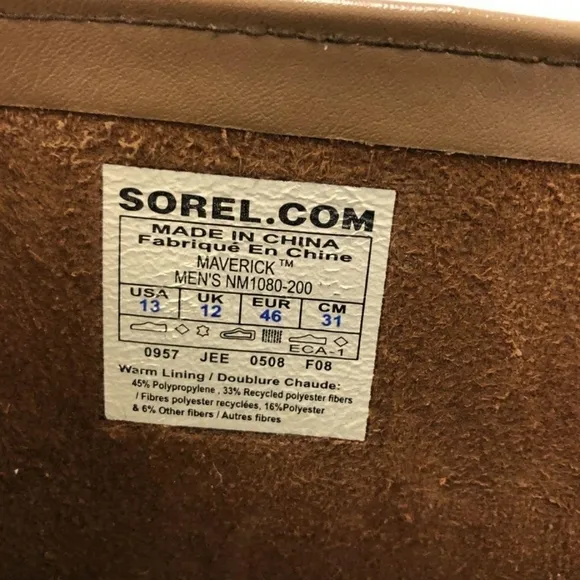 SOREL.COM
MADE IN CHINA
Fabriqué En Chine
MAVERICK™
MEN'S NM1080-200
USA UK EUR CM
13 12 46 31
ECA-1
0957 JEE 0508 F08
Warm Lining / Doublure Chaude:
45% Polypropylene , 33% Recycled polyester fibers
/ Fibres polyester recyclées, 16%Polyester
& 6% Other fibers / Autres fibres